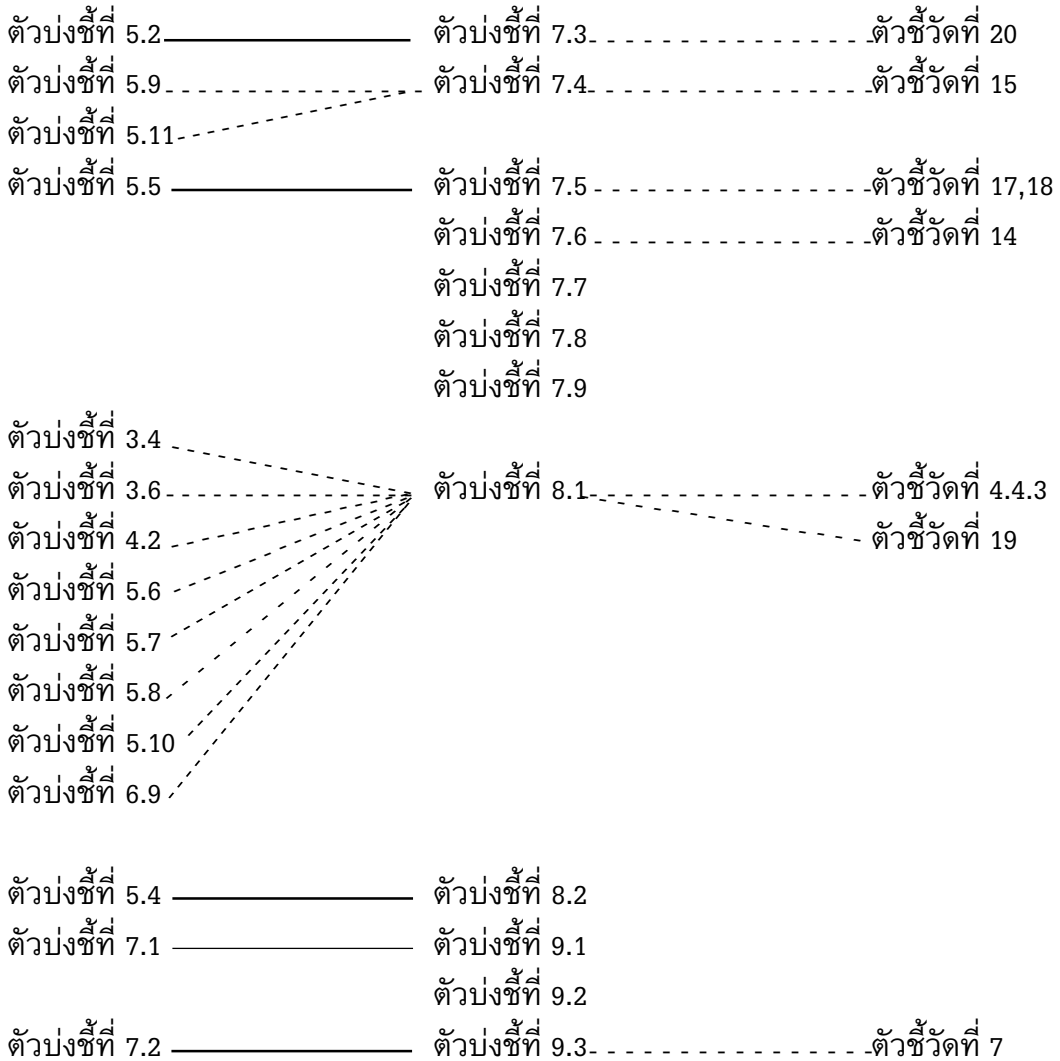 ตัวบ่งชี้ที่ 5.2 ตัวบ่งชี้ที่ 7.3 ตัวชี้วัดที่ 20
ตัวบ่งชี้ที่ 5.9 ตัวบ่งชี้ที่ 7.4 ตัวชี้วัดที่ 15
ตัวบ่งชี้ที่ 5.11
ตัวบ่งชี้ที่ 5.5 ตัวบ่งชี้ที่ 7.5 ตัวชี้วัดที่ 17,18
ตัวบ่งชี้ที่ 7.6 ตัวชี้วัดที่ 14
ตัวบ่งชี้ที่ 7.7
ตัวบ่งชี้ที่ 7.8
ตัวบ่งชี้ที่ 7.9
ตัวบ่งชี้ที่ 3.4
ตัวบ่งชี้ที่ 3.6 ตัวบ่งชี้ที่ 8.1 ตัวชี้วัดที่ 4.4.3
ตัวบ่งชี้ที่ 4.2 ตัวชี้วัดที่ 19
ตัวบ่งชี้ที่ 5.6
ตัวบ่งชี้ที่ 5.7
ตัวบ่งชี้ที่ 5.8
ตัวบ่งชี้ที่ 5.10
ตัวบ่งชี้ที่ 6.9
ตัวบ่งชี้ที่ 5.4 ตัวบ่งชี้ที่ 8.2
ตัวบ่งชี้ที่ 7.1 ตัวบ่งชี้ที่ 9.1
ตัวบ่งชี้ที่ 9.2
ตัวบ่งชี้ที่ 7.2 ตัวบ่งชี้ที่ 9.3 ตัวชี้วัดที่ 7